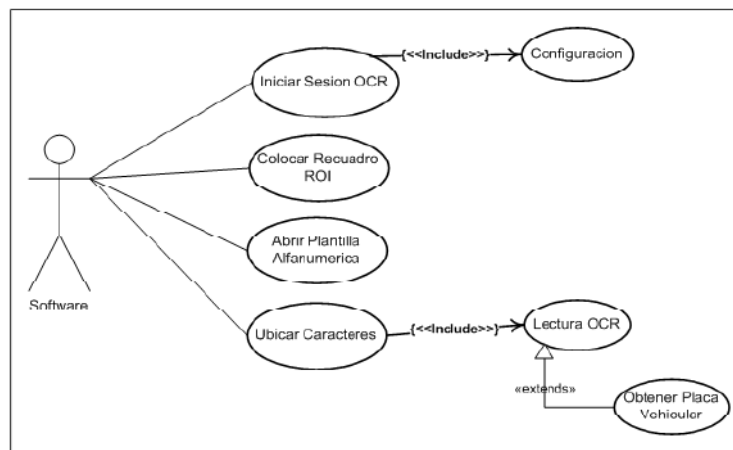 Iniciar Sesion OCR
{<<Include>>}
Configuracion
Colocar Recuadro
ROI
Abrir Plantilla
Alfanumerica
Software
Ubicar Caracteres
{<<Include>>}
Lectura OCR
«extends»
Obtener Placa
Vehicular